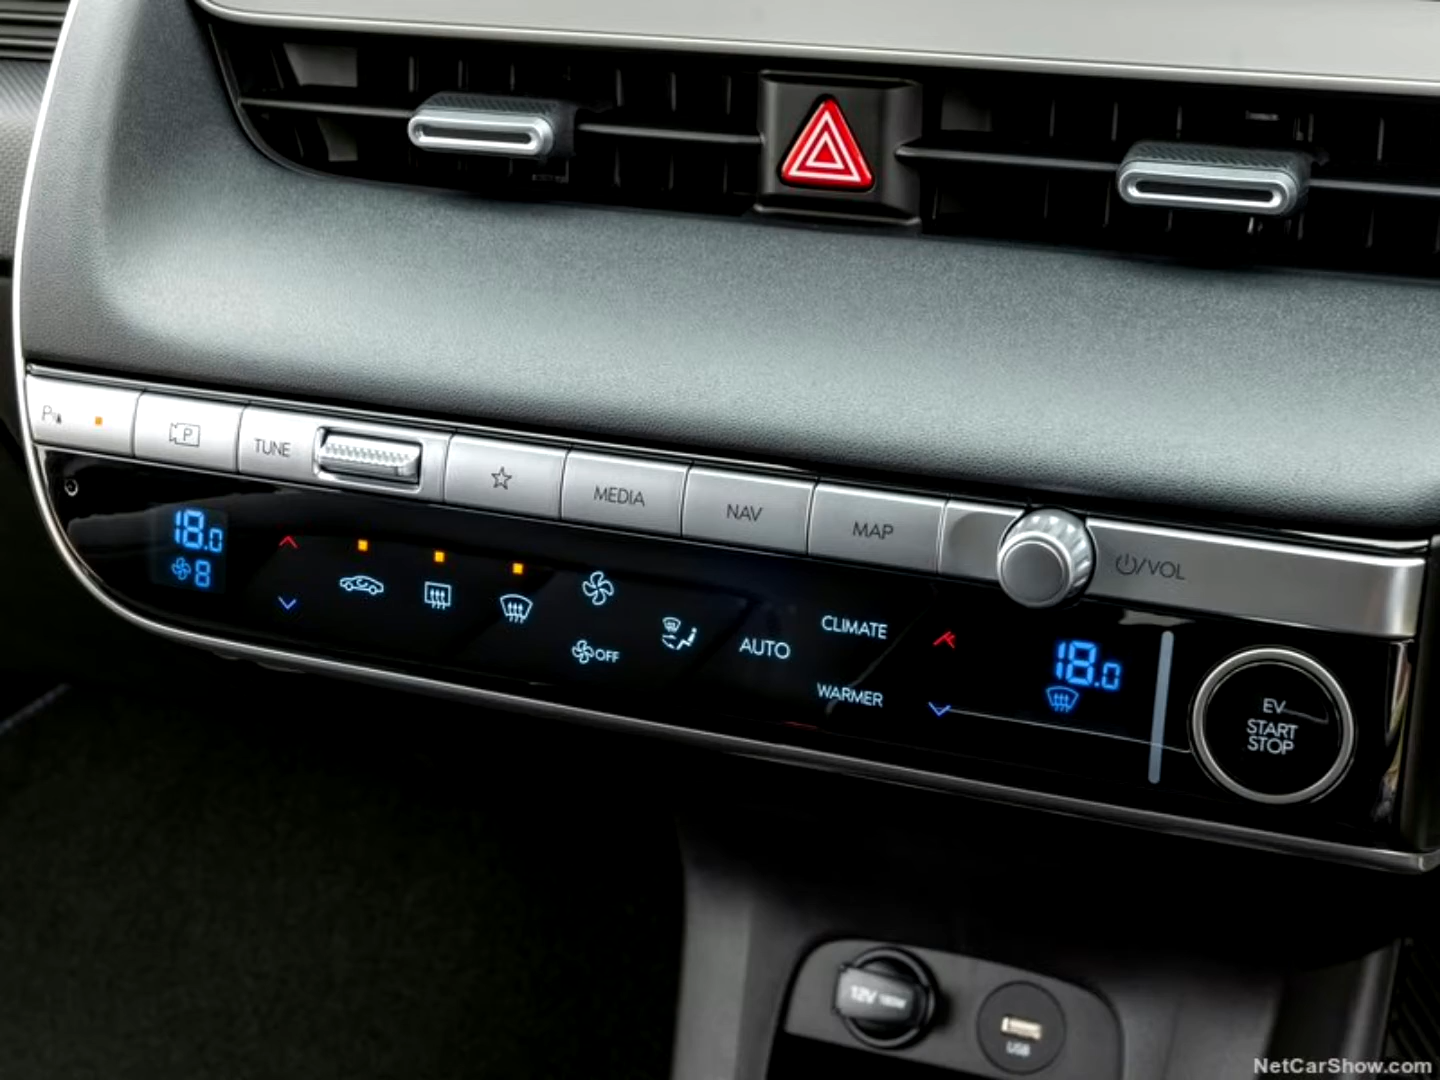 P
P
TUNE
MEDIA
NAV
MAP
/VOL
18.0
8
OFF
AUTO
CLIMATE
WARMER
18.0
EV
START
STOP
12V 180W
USB
NetCarShow.com